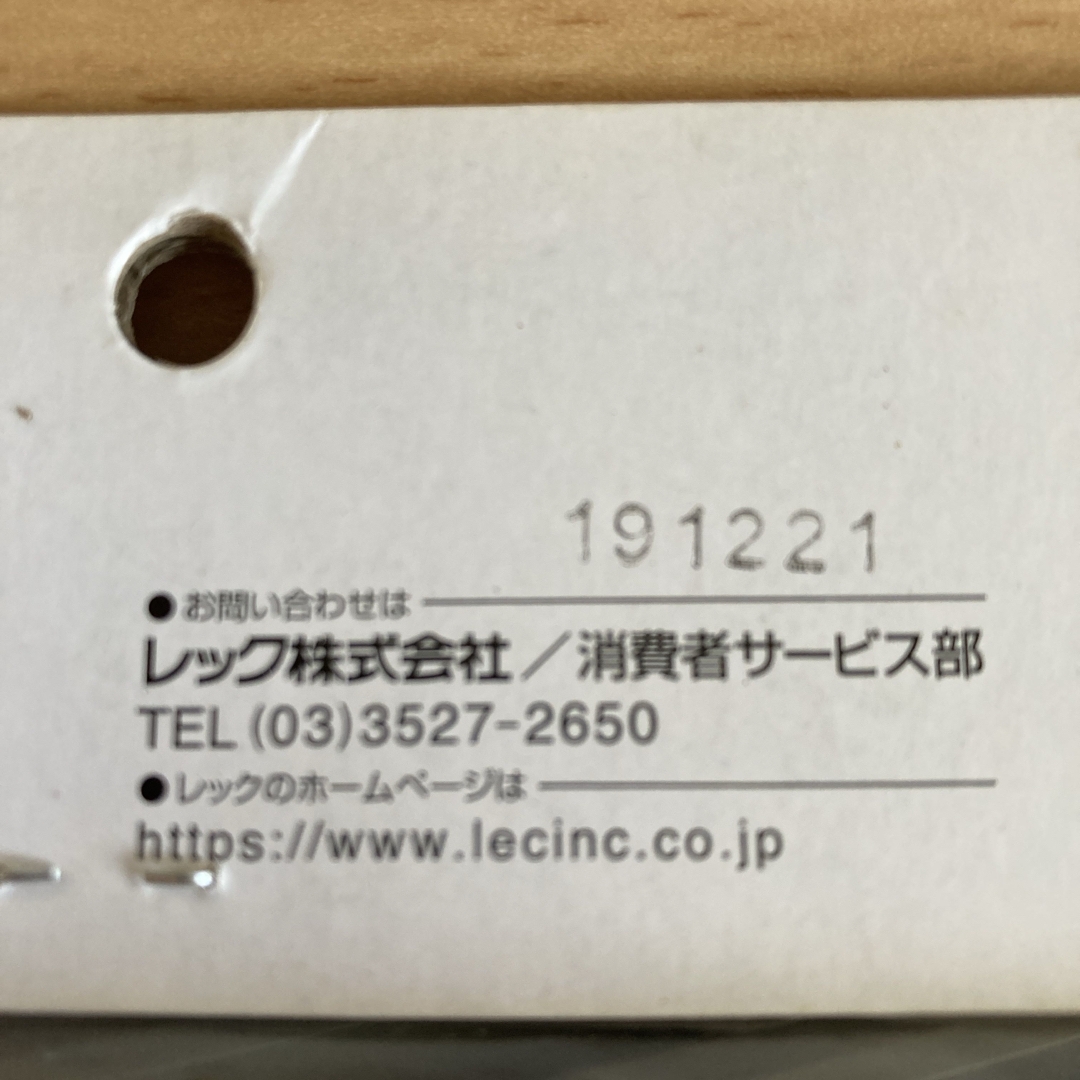 191221
●お問い合わせは
レック株式会社／消費者サービス部
TEL(03)3527-2650
●レックのホームページは
https://www.lecinc.co.jp